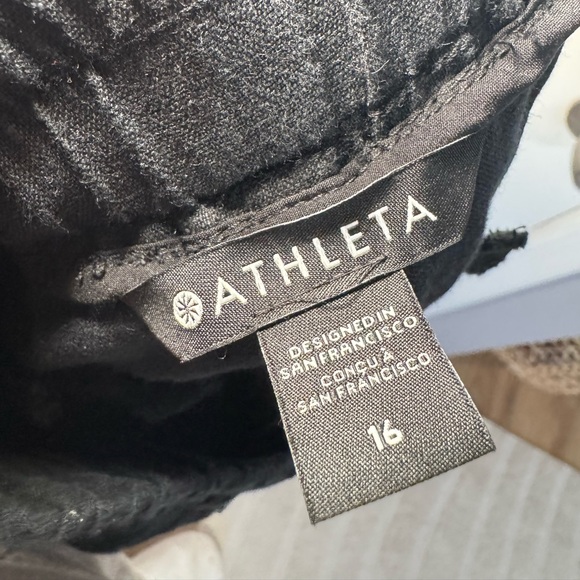 ATHLETA
DESIGNED IN
SAN FRANCISCO
CONÇU À
SAN FRANCISCO
16